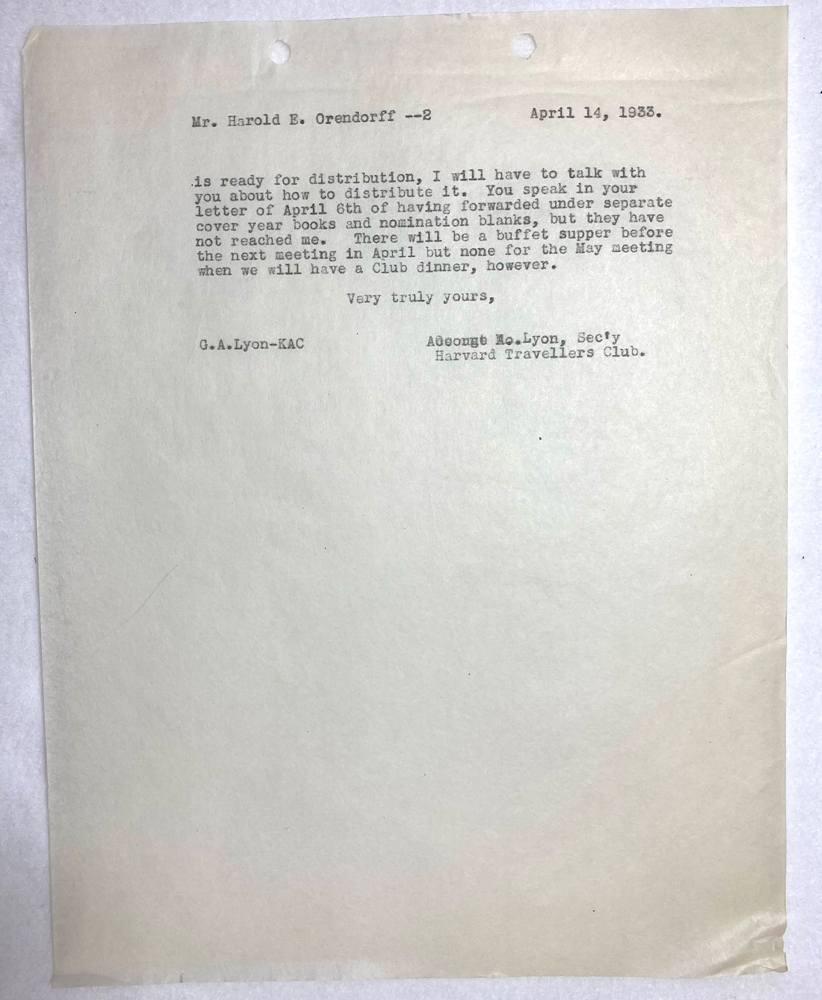 Mr. Harold E. Orendorff --2 April 14, 1933.
is ready for distribution, I will have to talk with
you about how to distribute it. You speak in your
letter of April 6th of having forwarded under separate
cover year books and nomination blanks, but they have
not reached me. There will be a buffet supper before
the next meeting in April but none for the May meeting
when we will have a Club dinner, however.
Very truly yours,
G.A.Lyon-KAC Lyon, Sec'y
Harvard Travellers Club.